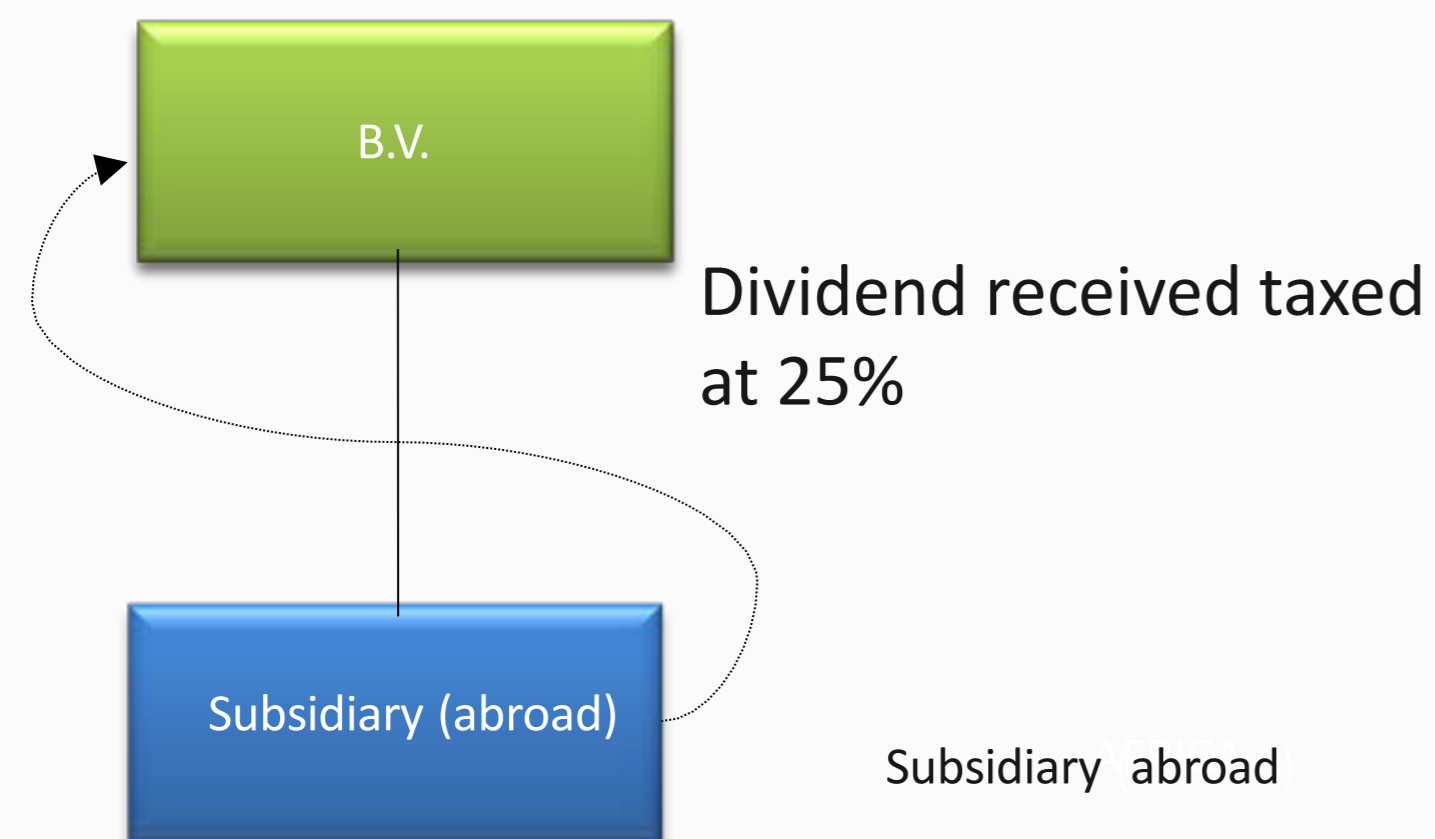 B.V.
Dividend received taxed
at 25%
Subsidiary (abroad)
Subsidiary abroad